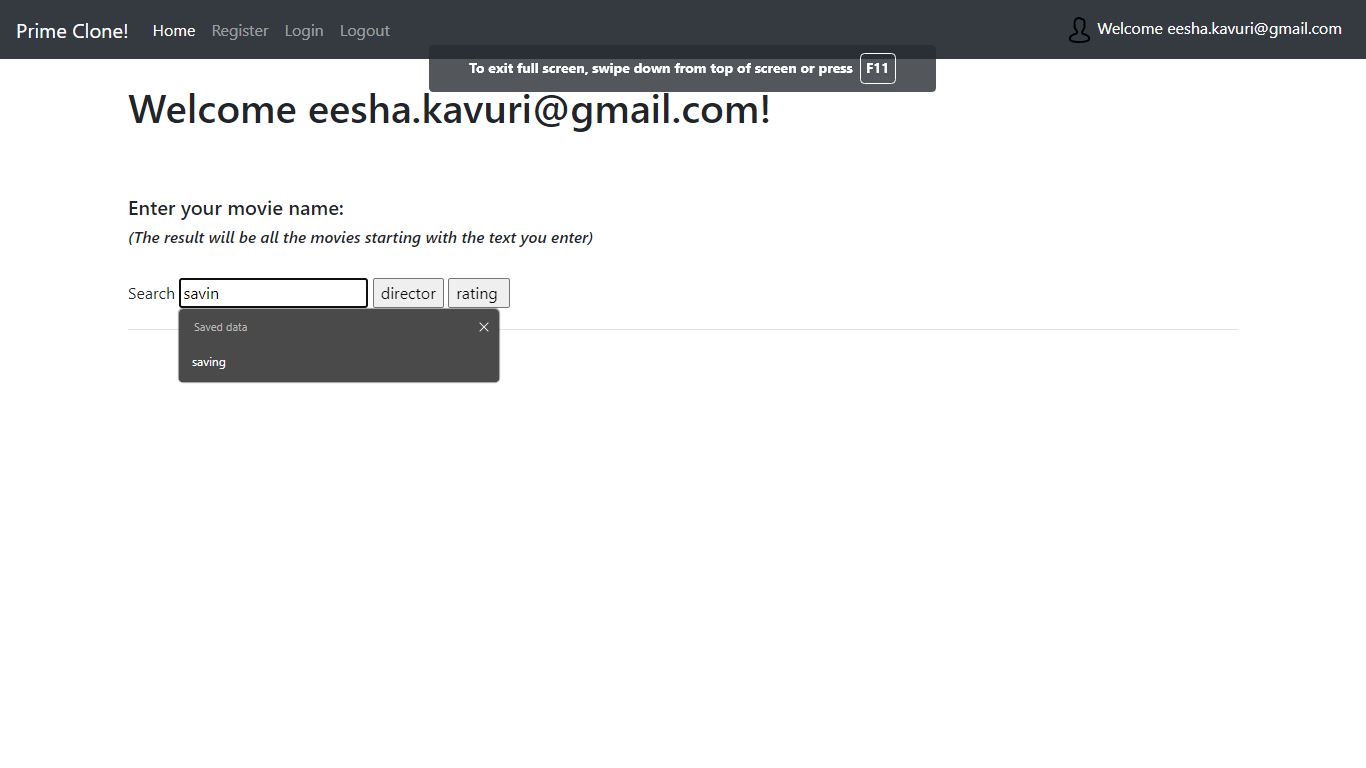 Prime Clone! Home Register Login Logout Welcome eesha.kavuri@gmail.com
To exit full screen, swipe down from top of screen or press F11
Welcome eesha.kavuri@gmail.com!
Enter your movie name:
(The result will be all the movies starting with the text you enter)
Search savin director rating
Saved data
saving